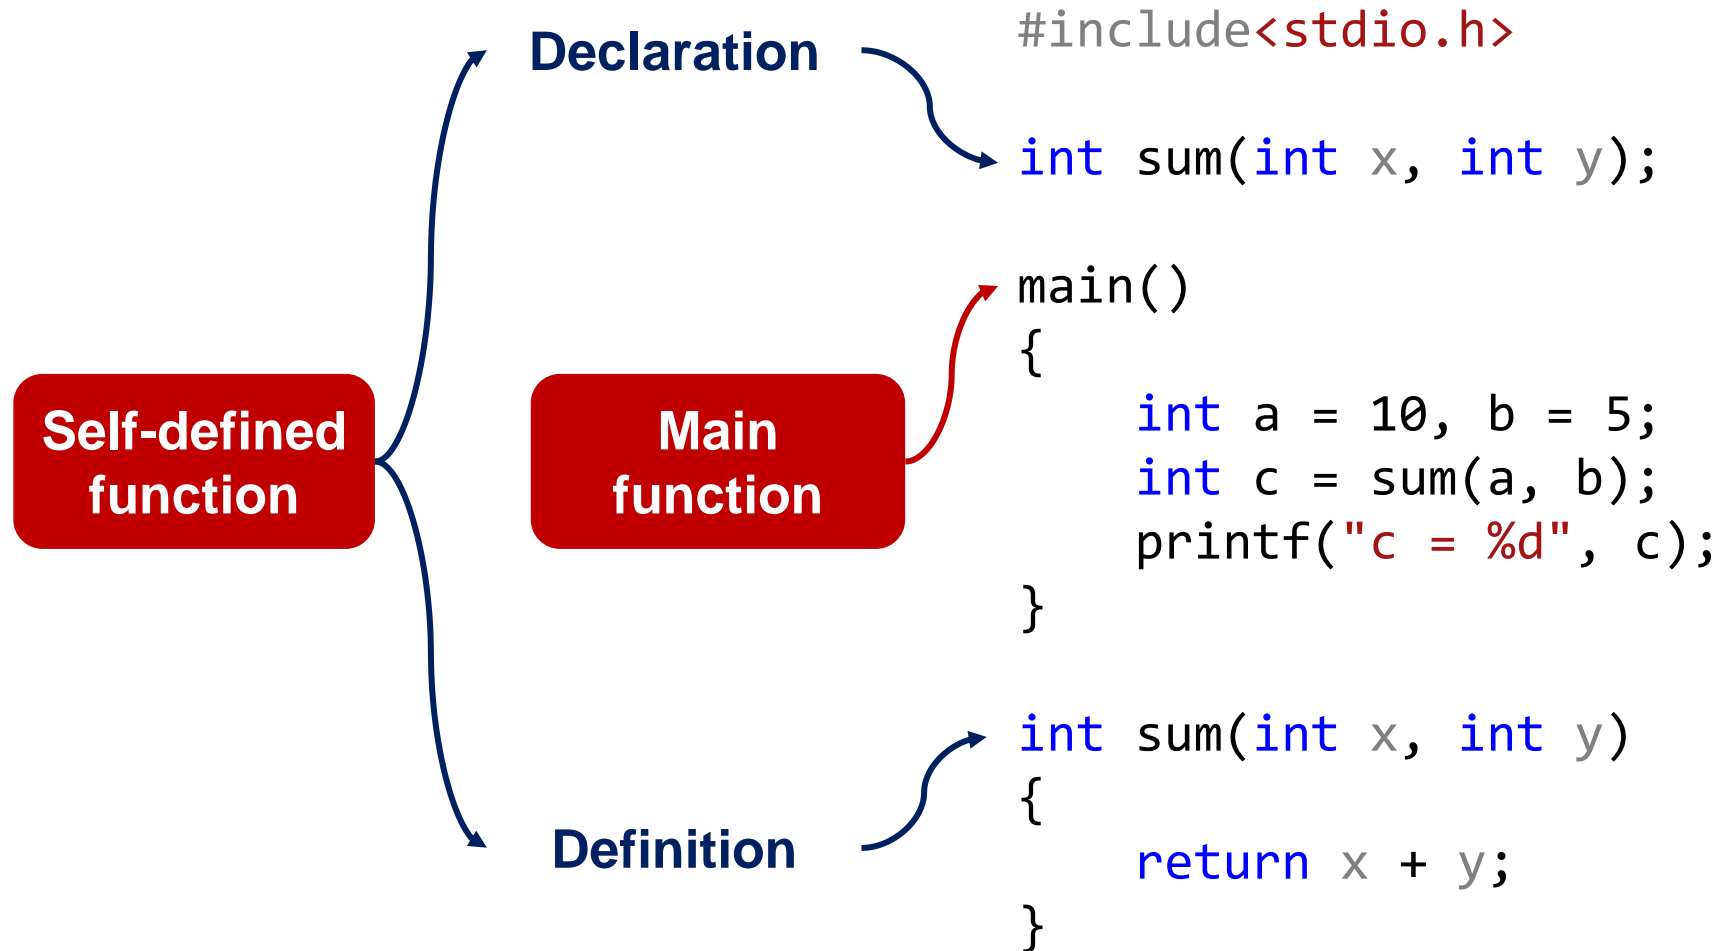 Declaration
Self-defined
function
Main
function
Definition
#include<stdio.h>
int sum(int x, int y);
main()
{
int a = 10, b = 5;
int c = sum(a, b);
printf("c = %d", c);
}
int sum(int x, int y)
{
return x + y;
}